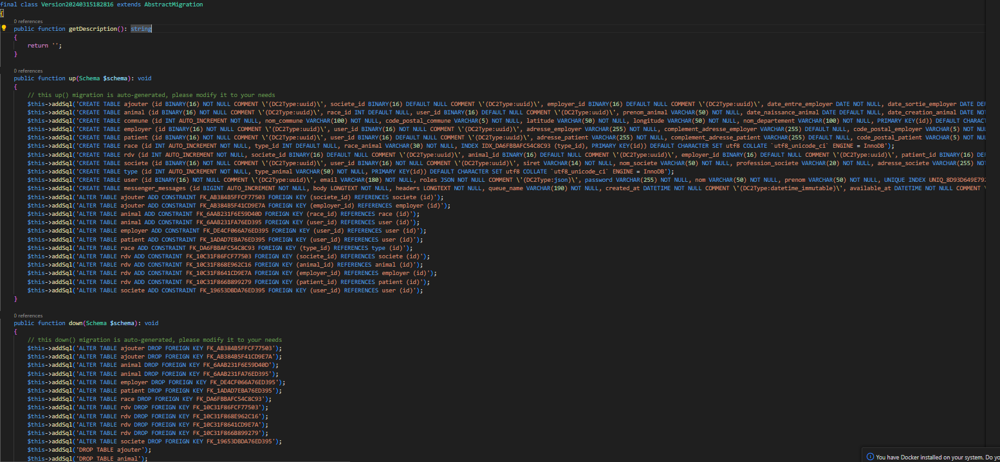 final class Version20240315182816 extends AbstractMigration
{
0 references
public function getDescription(): string
{
return '';
}
0 references
public function up(Schema $schema): void
{
// this up() migration is auto-generated, please modify it to your needs
$this->addSql('CREATE TABLE ajouter (id BINARY(16) NOT NULL COMMENT \'(DC2Type:uuid)\', societe_id BINARY(16) DEFAULT NULL COMMENT \'(DC2Type:uuid)\', employer_id BINARY(16) DEFAULT NULL COMMENT \'(DC2Type:uuid)\', date_entre_employer DATE NOT NULL, date_sortie_employer DATE DEF
$this->addSql('CREATE TABLE animal (id BINARY(16) NOT NULL COMMENT \'(DC2Type:uuid)\', race_id INT DEFAULT NULL, user_id BINARY(16) DEFAULT NULL COMMENT \'(DC2Type:uuid)\', prenom_animal VARCHAR(50) NOT NULL, date_naissance_animal DATE DEFAULT NULL, date_creation_animal DATE NOT
$this->addSql('CREATE TABLE commune (id INT AUTO_INCREMENT NOT NULL, nom_commune VARCHAR(100) NOT NULL, code_postal_commune VARCHAR(5) NOT NULL, latitude VARCHAR(50) NOT NULL, longitude VARCHAR(50) NOT NULL, nom_departement VARCHAR(100) NOT NULL, PRIMARY KEY(id)) DEFAULT CHARACT
$this->addSql('CREATE TABLE employer (id BINARY(16) NOT NULL COMMENT \'(DC2Type:uuid)\', user_id BINARY(16) NOT NULL COMMENT \'(DC2Type:uuid)\', adresse_employer VARCHAR(255) NOT NULL, complement_adresse_employer VARCHAR(255) DEFAULT NULL, code_postal_employer VARCHAR(5) NOT NUL
$this->addSql('CREATE TABLE patient (id BINARY(16) NOT NULL COMMENT \'(DC2Type:uuid)\', user_id BINARY(16) DEFAULT NULL COMMENT \'(DC2Type:uuid)\', adresse_patient VARCHAR(255) NOT NULL, complement_adresse_patient VARCHAR(255) DEFAULT NULL, code_postal_patient VARCHAR(5) NOT NUL
$this->addSql('CREATE TABLE race (id INT AUTO_INCREMENT NOT NULL, type_id INT DEFAULT NULL, race_animal VARCHAR(30) NOT NULL, INDEX IDX_DA6FBBAFC54C8C93 (type_id), PRIMARY KEY(id)) DEFAULT CHARACTER SET utf8 COLLATE `utf8_unicode_ci` ENGINE = InnoDB');
$this->addSql('CREATE TABLE rdv (id INT AUTO_INCREMENT NOT NULL, societe_id BINARY(16) DEFAULT NULL COMMENT \'(DC2Type:uuid)\', animal_id BINARY(16) DEFAULT NULL COMMENT \'(DC2Type:uuid)\', employer_id BINARY(16) DEFAULT NULL COMMENT \'(DC2Type:uuid)\', patient_id BINARY(16) DEF
$this->addSql('CREATE TABLE societe (id BINARY(16) NOT NULL COMMENT \'(DC2Type:uuid)\', user_id BINARY(16) NOT NULL COMMENT \'(DC2Type:uuid)\', siret VARCHAR(14) NOT NULL, nom_societe VARCHAR(50) NOT NULL, profession_societe VARCHAR(20) NOT NULL, adresse_societe VARCHAR(255) NOT
$this->addSql('CREATE TABLE type (id INT AUTO_INCREMENT NOT NULL, type_animal VARCHAR(50) NOT NULL, PRIMARY KEY(id)) DEFAULT CHARACTER SET utf8 COLLATE `utf8_unicode_ci` ENGINE = InnoDB');
$this->addSql('CREATE TABLE user (id BINARY(16) NOT NULL COMMENT \'(DC2Type:uuid)\', email VARCHAR(180) NOT NULL, roles JSON NOT NULL COMMENT \'(DC2Type:json)\', password VARCHAR(255) NOT NULL, nom VARCHAR(50) NOT NULL, prenom VARCHAR(50) NOT NULL, UNIQUE INDEX UNIQ_8D93D649E792
$this->addSql('CREATE TABLE messenger_messages (id BIGINT AUTO_INCREMENT NOT NULL, body LONGTEXT NOT NULL, headers LONGTEXT NOT NULL, queue_name VARCHAR(190) NOT NULL, created_at DATETIME NOT NULL COMMENT \'(DC2Type:datetime_immutable)\', available_at DATETIME NOT NULL COMMENT \
$this->addSql('ALTER TABLE ajouter ADD CONSTRAINT FK_AB384B5FFCF77503 FOREIGN KEY (societe_id) REFERENCES societe (id)');
$this->addSql('ALTER TABLE ajouter ADD CONSTRAINT FK_AB384B5F41CD9E7A FOREIGN KEY (employer_id) REFERENCES employer (id)');
$this->addSql('ALTER TABLE animal ADD CONSTRAINT FK_6AAB231F6E59D40D FOREIGN KEY (race_id) REFERENCES race (id)');
$this->addSql('ALTER TABLE animal ADD CONSTRAINT FK_6AAB231FA76ED395 FOREIGN KEY (user_id) REFERENCES user (id)');
$this->addSql('ALTER TABLE employer ADD CONSTRAINT FK_DE4CF066A76ED395 FOREIGN KEY (user_id) REFERENCES user (id)');
$this->addSql('ALTER TABLE patient ADD CONSTRAINT FK_1ADAD7EBA76ED395 FOREIGN KEY (user_id) REFERENCES user (id)');
$this->addSql('ALTER TABLE race ADD CONSTRAINT FK_DA6FBBAFC54C8C93 FOREIGN KEY (type_id) REFERENCES type (id)');
$this->addSql('ALTER TABLE rdv ADD CONSTRAINT FK_10C31F86FCF77503 FOREIGN KEY (societe_id) REFERENCES societe (id)');
$this->addSql('ALTER TABLE rdv ADD CONSTRAINT FK_10C31F868E962C16 FOREIGN KEY (animal_id) REFERENCES animal (id)');
$this->addSql('ALTER TABLE rdv ADD CONSTRAINT FK_10C31F8641CD9E7A FOREIGN KEY (employer_id) REFERENCES employer (id)');
$this->addSql('ALTER TABLE rdv ADD CONSTRAINT FK_10C31F866B899279 FOREIGN KEY (patient_id) REFERENCES patient (id)');
$this->addSql('ALTER TABLE societe ADD CONSTRAINT FK_19653DBDA76ED395 FOREIGN KEY (user_id) REFERENCES user (id)');
}
0 references
public function down(Schema $schema): void
{
// this down() migration is auto-generated, please modify it to your needs
$this->addSql('ALTER TABLE ajouter DROP FOREIGN KEY FK_AB384B5FFCF77503');
$this->addSql('ALTER TABLE ajouter DROP FOREIGN KEY FK_AB384B5F41CD9E7A');
$this->addSql('ALTER TABLE animal DROP FOREIGN KEY FK_6AAB231F6E59D40D');
$this->addSql('ALTER TABLE animal DROP FOREIGN KEY FK_6AAB231FA76ED395');
$this->addSql('ALTER TABLE employer DROP FOREIGN KEY FK_DE4CF066A76ED395');
$this->addSql('ALTER TABLE patient DROP FOREIGN KEY FK_1ADAD7EBA76ED395');
$this->addSql('ALTER TABLE race DROP FOREIGN KEY FK_DA6FBBAFC54C8C93');
$this->addSql('ALTER TABLE rdv DROP FOREIGN KEY FK_10C31F86FCF77503');
$this->addSql('ALTER TABLE rdv DROP FOREIGN KEY FK_10C31F868E962C16');
$this->addSql('ALTER TABLE rdv DROP FOREIGN KEY FK_10C31F8641CD9E7A');
$this->addSql('ALTER TABLE rdv DROP FOREIGN KEY FK_10C31F866B899279');
$this->addSql('ALTER TABLE societe DROP FOREIGN KEY FK_19653DBDA76ED395');
$this->addSql('DROP TABLE ajouter');
$this->addSql('DROP TABLE animal');
You have Docker installed on your system. Do yo